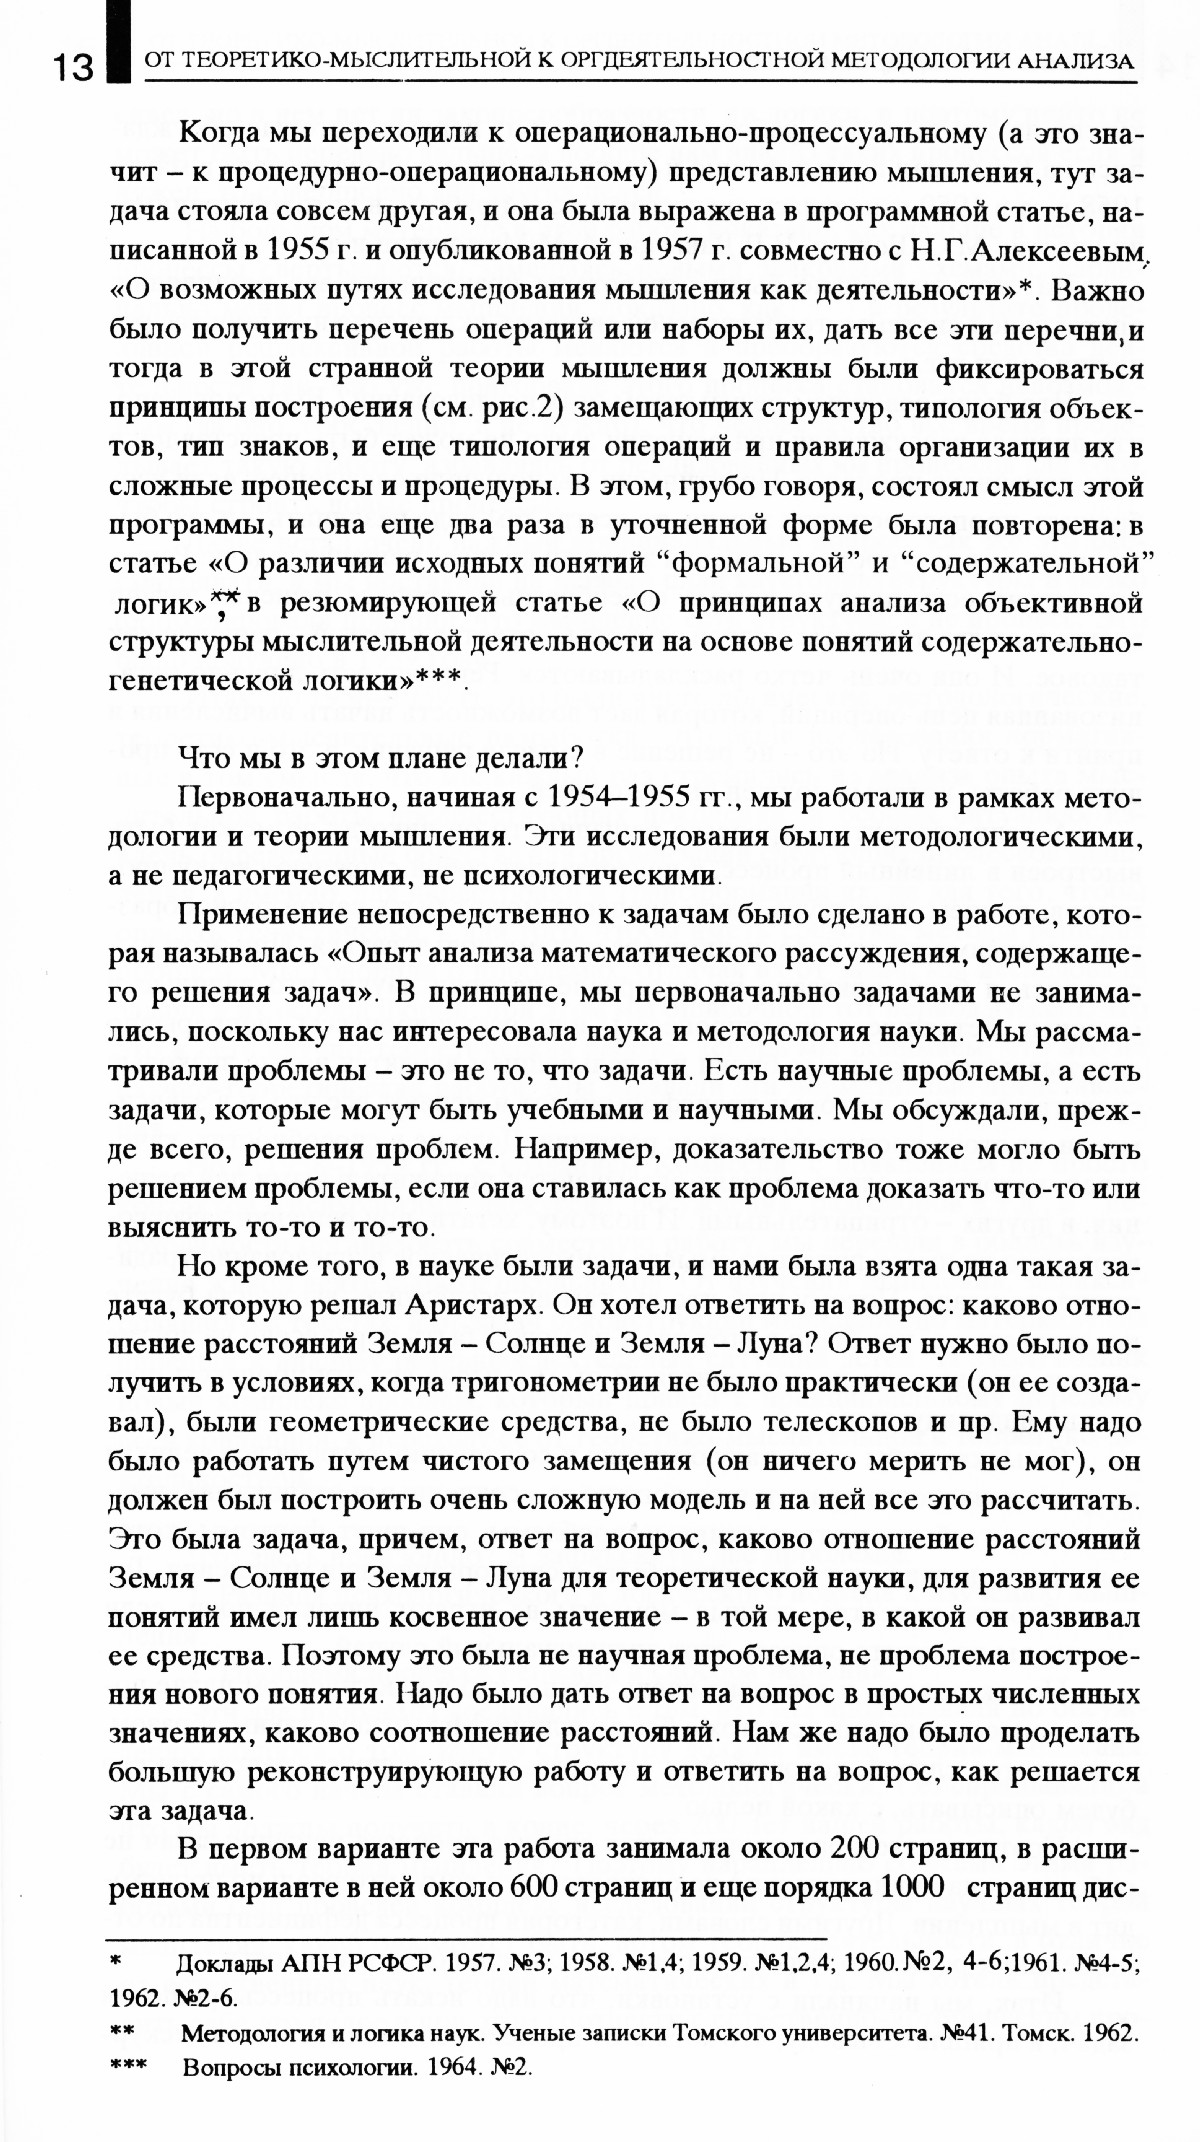 13 ОТ ТЕОРЕТИКО-МЫСЛИТЕЛЬНОЙ К ОРГДЕЯТЕЛЬНОСТНОЙ МЕТОДОЛОГИИ АНАЛИЗА
Когда мы переходили к операционально-процессуальному (а это зна-
чит – к процедурно-операциональному) представлению мышления, тут за-
дача стояла совсем другая, и она была выражена в программной статье, на-
писанной в 1955 г. и опубликованной в 1957 г. совместно с Н.Г.Алексеевым,
«О возможных путях исследования мышления как деятельности»*. Важно
было получить перечень операций или наборы их, дать все эти перечни,и
тогда в этой странной теории мышления должны были фиксироваться
принципы построения (см. рис.2) замещающих структур, типология объек-
тов, тип знаков, и еще типология операций и правила организации их в
сложные процессы и процедуры. В этом, грубо говоря, состоял смысл этой
программы, и она еще два раза в уточненной форме была повторена: в
статье «О различии исходных понятий “формальной” и “содержательной”
логик»**, в резюмирующей статье «О принципах анализа объективной
структуры мыслительной деятельности на основе понятий содержательно-
генетической логики»***.
Что мы в этом плане делали?
Первоначально, начиная с 1954–1955 гг., мы работали в рамках мето-
дологии и теории мышления. Эти исследования были методологическими,
а не педагогическими, не психологическими.
Применение непосредственно к задачам было сделано в работе, кото-
рая называлась «Опыт анализа математического рассуждения, содержаще-
го решения задач». В принципе, мы первоначально задачами не занима-
лись, поскольку нас интересовала наука и методология науки. Мы рассма-
тривали проблемы – это не то, что задачи. Есть научные проблемы, а есть
задачи, которые могут быть учебными и научными. Мы обсуждали, преж-
де всего, решения проблем. Например, доказательство тоже могло быть
решением проблемы, если она ставилась как проблема доказать что-то или
выяснить то-то и то-то.
Но кроме того, в науке были задачи, и нами была взята одна такая за-
дача, которую решал Аристарх. Он хотел ответить на вопрос: каково отно-
шение расстояний Земля – Солнце и Земля – Луна? Ответ нужно было по-
лучить в условиях, когда тригонометрии не было практически (он ее созда-
вал), были геометрические средства, не было телескопов и пр. Ему надо
было работать путем чистого замещения (он ничего мерить не мог), он
должен был построить очень сложную модель и на ней все это рассчитать.
Это была задача, причем, ответ на вопрос, каково отношение расстояний
Земля – Солнце и Земля – Луна для теоретической науки, для развития ее
понятий имел лишь косвенное значение – в той мере, в какой он развивал
ее средства. Поэтому это была не научная проблема, не проблема построе-
ния нового понятия. Надо было дать ответ на вопрос в простых численных
значениях, каково соотношение расстояний. Нам же надо было проделать
большую реконструирующую работу и ответить на вопрос, как решается
эта задача.
В первом варианте эта работа занимала около 200 страниц, в расши-
ренном варианте в ней около 600 страниц и еще порядка 1000 страниц дис-
* Доклады АПН РСФСР. 1957. №3; 1958. №1,4; 1959. №1,2,4; 1960.№2, 4-6;1961. №4-5;
1962. №2-6.
** Методология и логика наук. Ученые записки Томского университета. №41. Томск. 1962.
*** Вопросы психологии. 1964. №2.